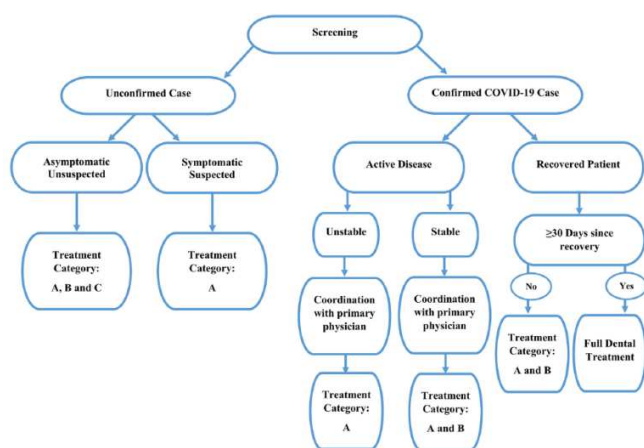 Screening
Unconfirmed Case
Confirmed COVID-19 Case
Asymptomatic
Unsuspected
Symptomatic
Suspected
Active Disease
Recovered Patient
Unstable
Stable
≥30 Days since
recovery
Treatment
Category:
A, B and C
Treatment
Category:
A
Coordination
with primary
physician
Coordination
with primary
physician
No
Yes
Treatment
Category:
A and B
Full Dental
Treatment
Treatment
Category:
A
Treatment
Category:
A and B